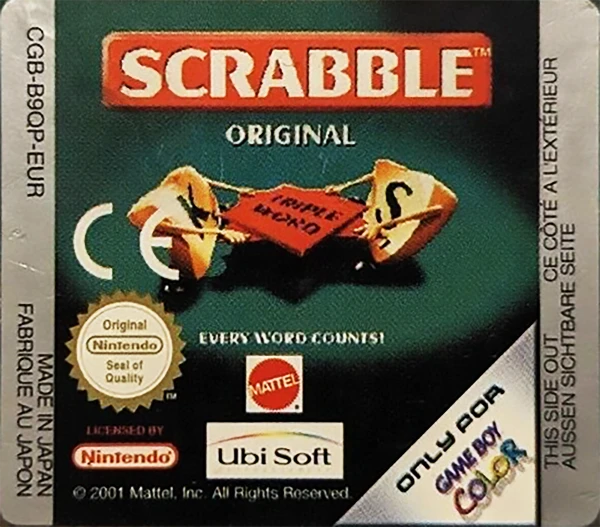 CGB-B9QP-EUR
MADE IN JAPAN
FABRIQUE AU JAPON
SCRABBLE™
ORIGINAL
TRIPLE
WORD
S
CE
EVERY WORD COUNTS!
Original
Nintendo
Seal of
Quality
TM
MATTEL
®
LICENSED BY
Nintendo®
Ubi Soft
© 2001 Mattel, Inc. All Rights Reserved.
ONLY FOR
GAME BOY
COLOR
THIS SIDE OUT CE CÔTÉ A L'EXTÉRIEUR
AUSSEN SICHTBARE SEITE